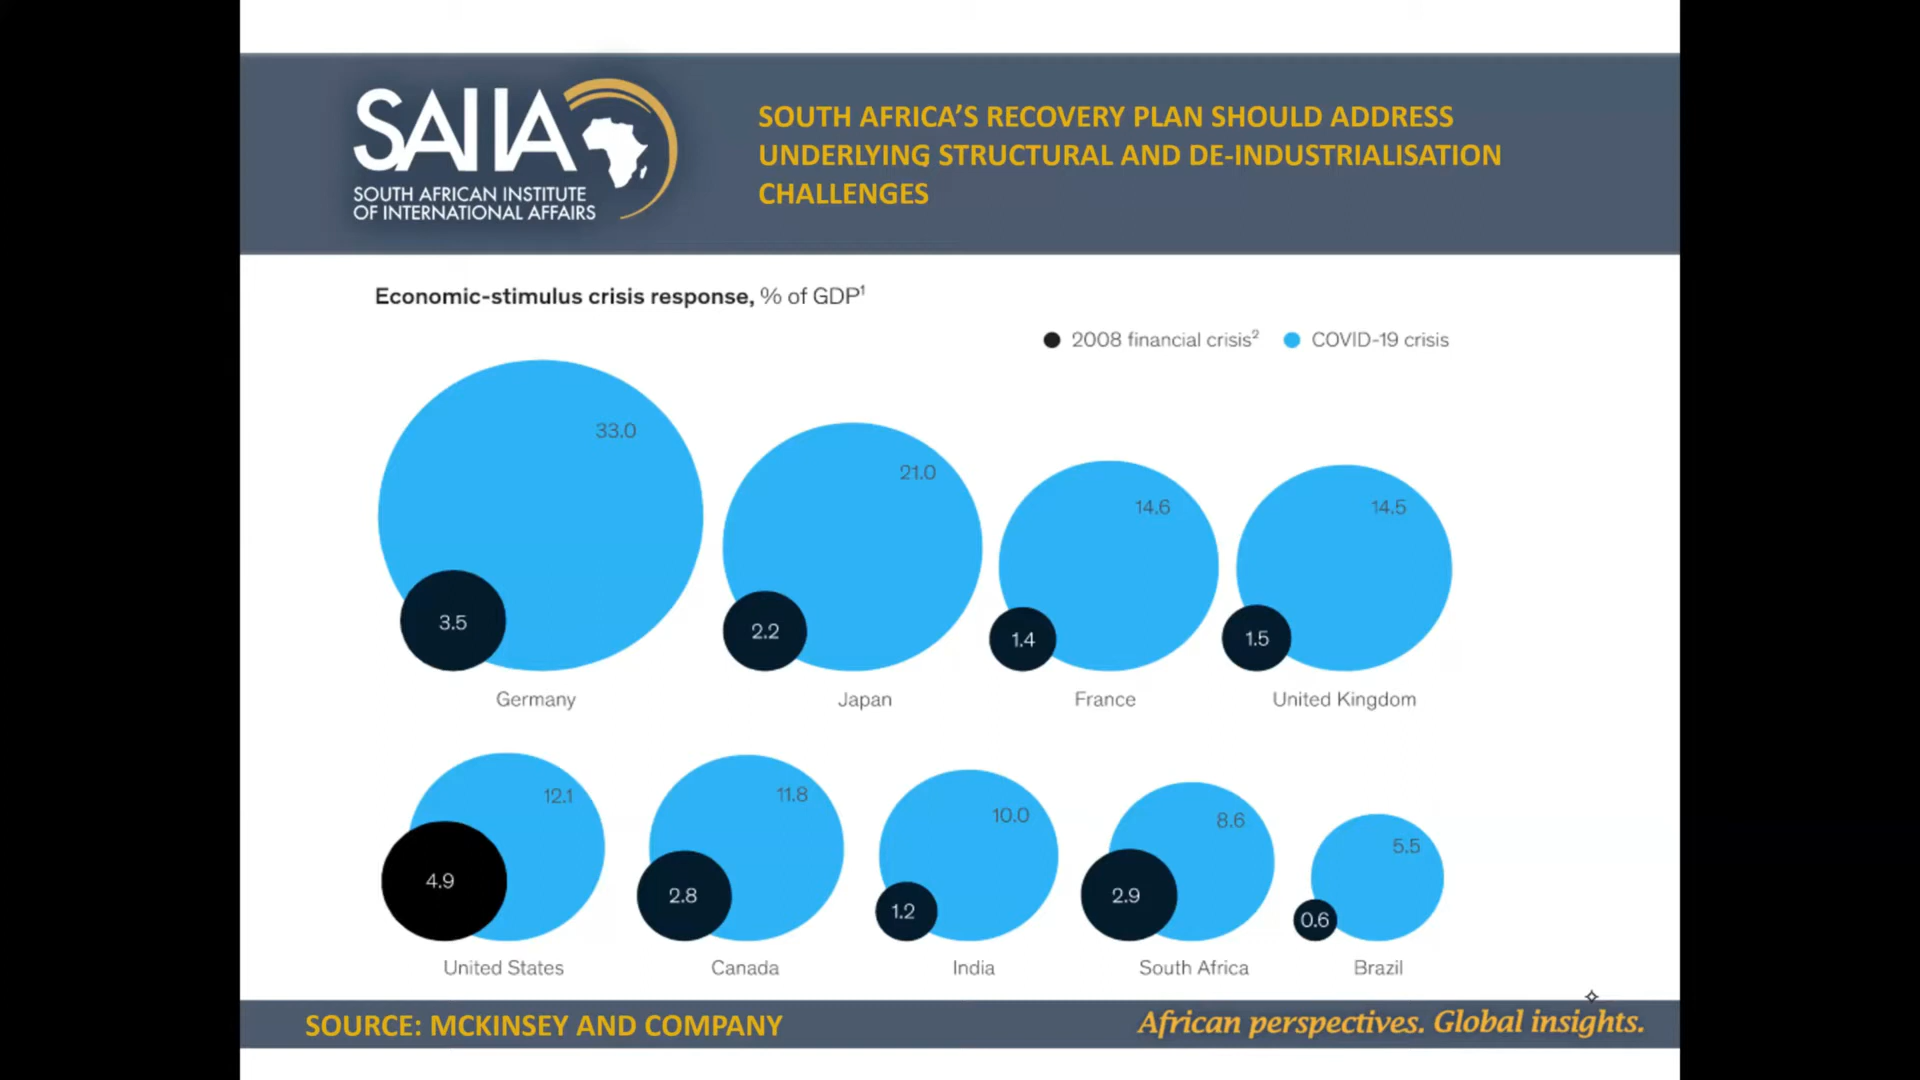 SAIIA
SOUTH AFRICAN INSTITUTE
OF INTERNATIONAL AFFAIRS
SOUTH AFRICA’S RECOVERY PLAN SHOULD ADDRESS
UNDERLYING STRUCTURAL AND DE-INDUSTRIALISATION
CHALLENGES
Economic-stimulus crisis response, % of GDP¹
2008 financial crisis² COVID-19 crisis
33.0
21.0
14.6
14.5
3.5
2.2
1.4
1.5
Germany
Japan
France
United Kingdom
12.1
11.8
10.0
8.6
5.5
4.9
2.8
1.2
2.9
0.6
United States
Canada
India
South Africa
Brazil
SOURCE: MCKINSEY AND COMPANY
African perspectives. Global insights.